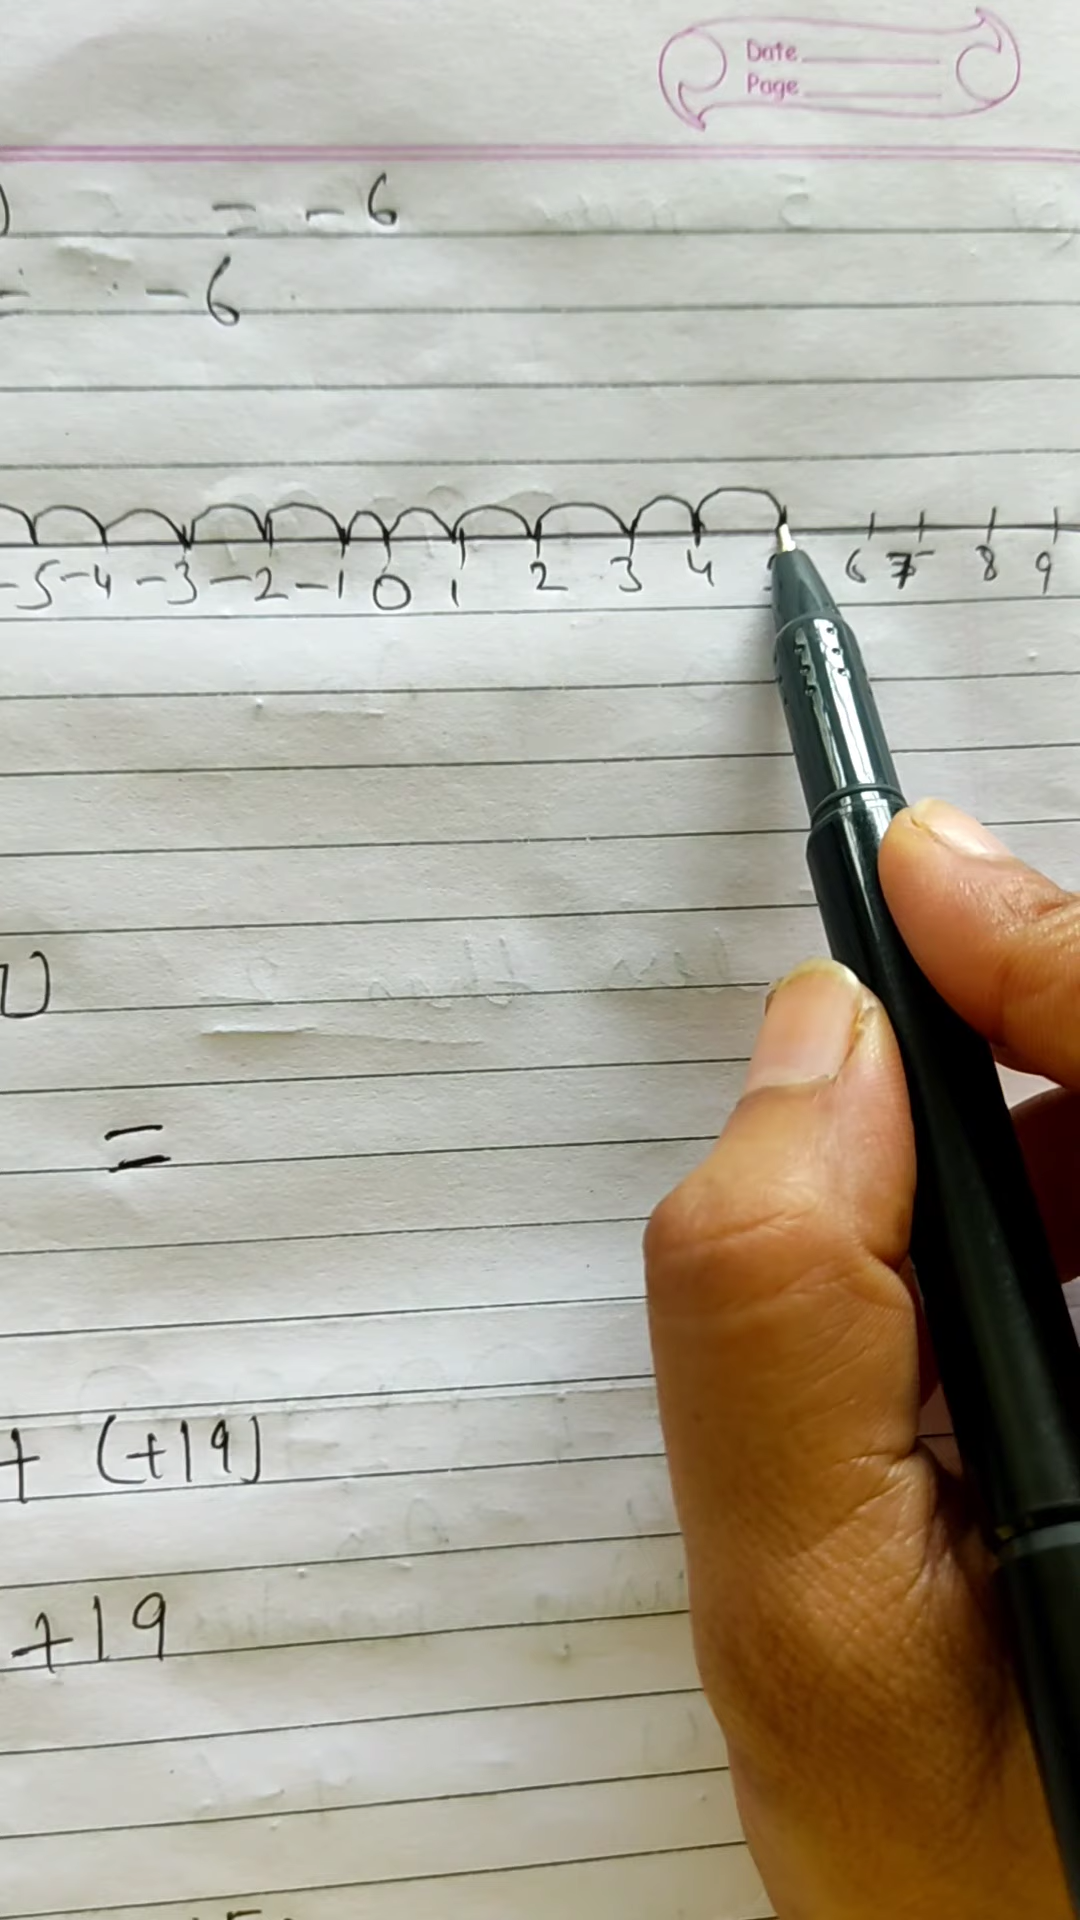 Date
Page
) = - 6
= - 6
-5 -4 -3 -2 -1 0 1 2 3 4 6 7 8 9
=
+ (+19)
+19